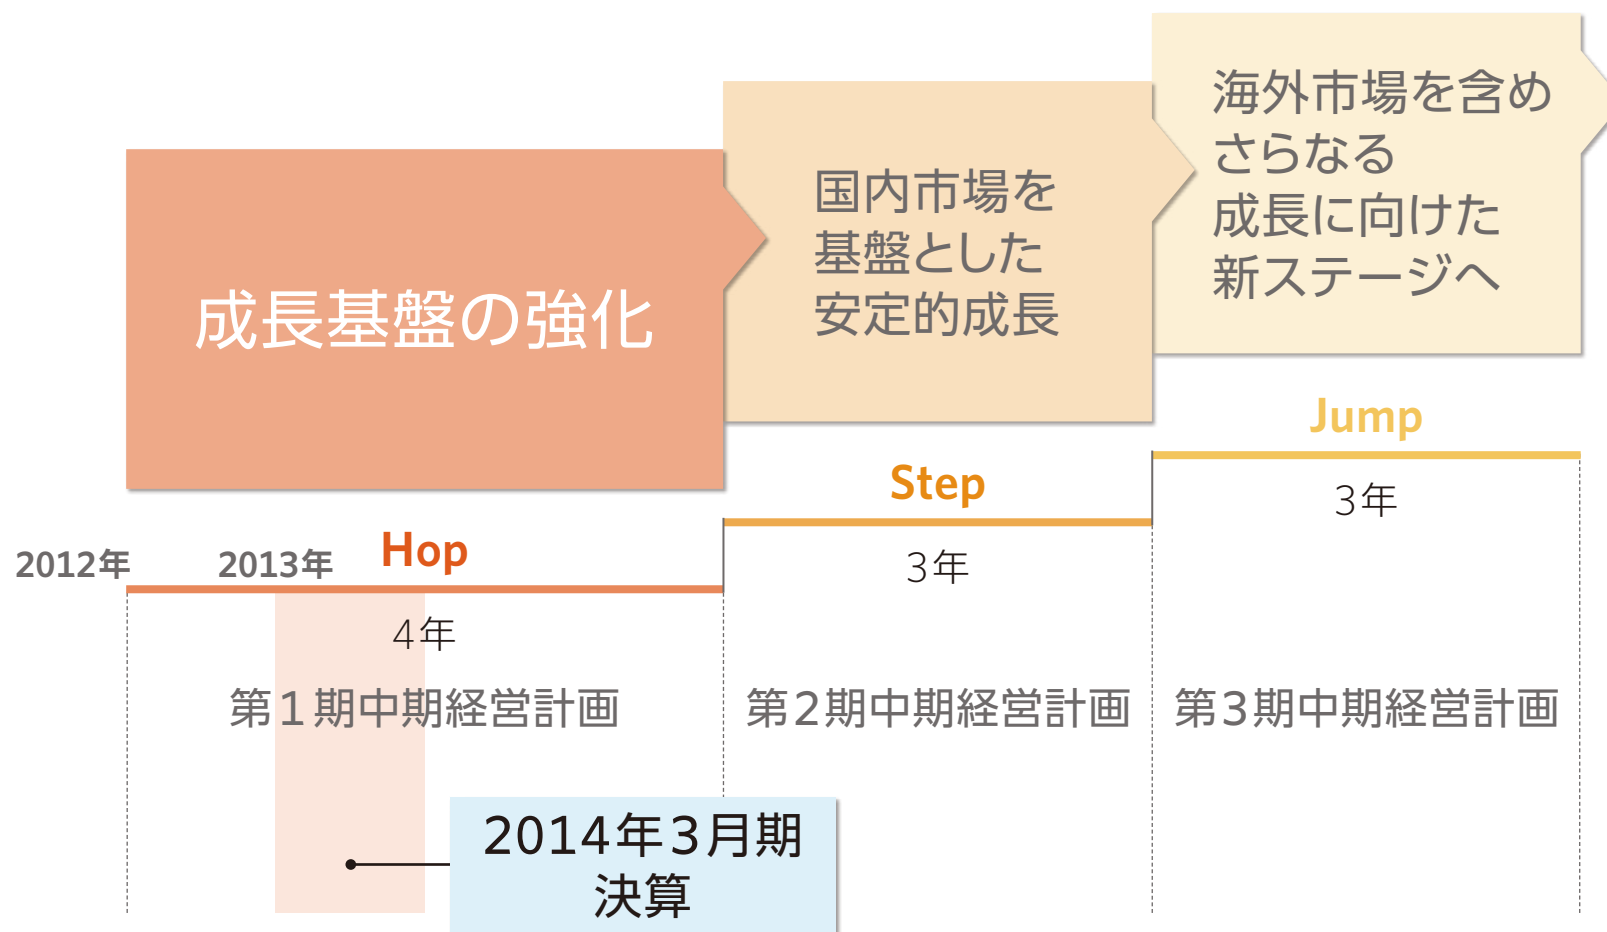 成長基盤の強化
国内市場を
基盤とした
安定的成長
海外市場を含め
さらなる
成長に向けた
新ステージへ
2012年
2013年
Hop
Step
Jump
4年
3年
3年
第1期中期経営計画
第2期中期経営計画
第3期中期経営計画
2014年3月期
決算